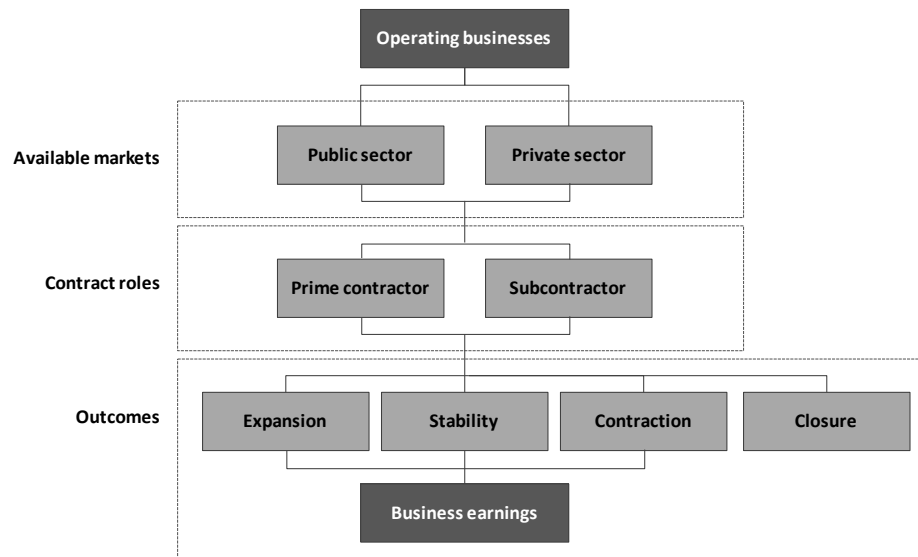 Operating businesses
Available markets
Public sector
Private sector
Contract roles
Prime contractor
Subcontractor
Outcomes
Expansion
Stability
Contraction
Closure
Business earnings